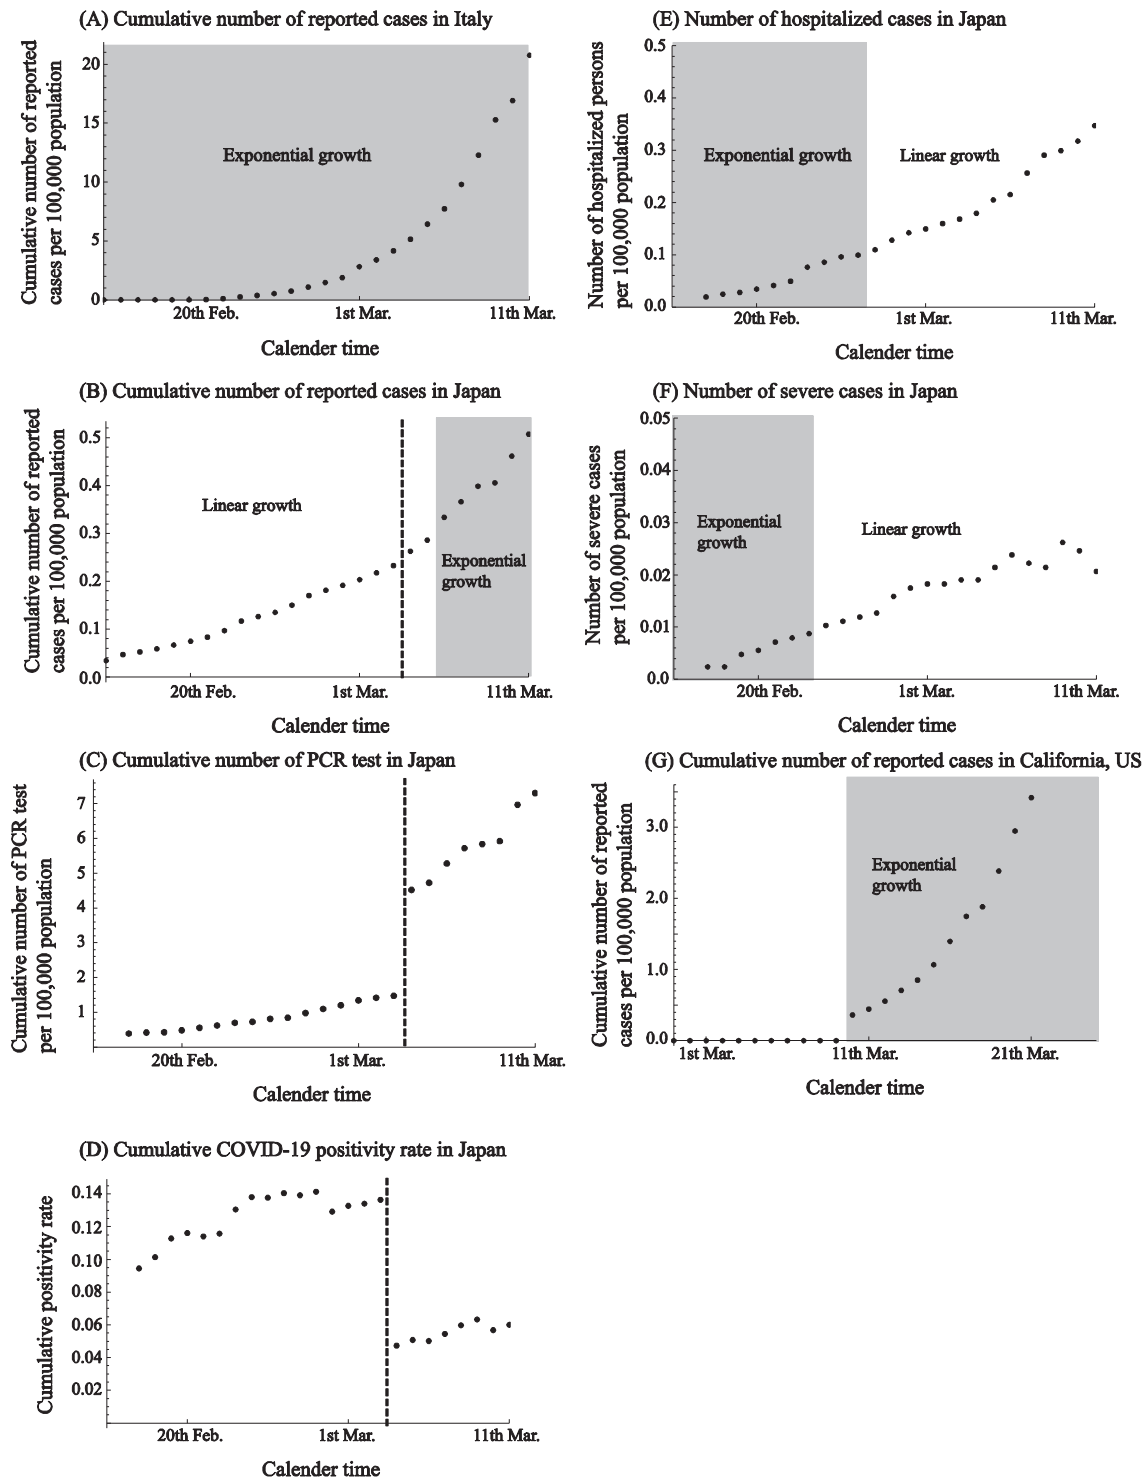 (A) Cumulative number of reported cases in Italy
Cumulative number of reported
cases per 100,000 population
20
15
10
5
0
Exponential growth
20th Feb.
1st Mar.
11th Mar.
Calender time
(B) Cumulative number of reported cases in Japan
Cumulative number of reported
cases per 100,000 population
0.5
0.4
0.3
0.2
0.1
0.0
Linear growth
Exponential
growth
20th Feb.
1st Mar.
11th Mar.
Calender time
(C) Cumulative number of PCR test in Japan
Cumulative number of PCR test
per 100,000 population
7
6
5
4
3
2
1
20th Feb.
1st Mar.
11th Mar.
Calender time
(D) Cumulative COVID-19 positivity rate in Japan
Cumulative positivity rate
0.14
0.12
0.10
0.08
0.06
0.04
0.02
20th Feb.
1st Mar.
11th Mar.
Calender time
(E) Number of hospitalized cases in Japan
Number of hospitalized persons
per 100,000 population
0.5
0.4
0.3
0.2
0.1
0.0
Exponential growth
Linear growth
20th Feb.
1st Mar.
11th Mar.
Calender time
(F) Number of severe cases in Japan
Number of severe cases
per 100,000 population
0.05
0.04
0.03
0.02
0.01
0.00
Exponential
growth
Linear growth
20th Feb.
1st Mar.
11th Mar.
Calender time
(G) Cumulative number of reported cases in California, US
Cumulative number of reported
cases per 100,000 population
3.0
2.0
1.0
0.0
Exponential
growth
1st Mar.
11th Mar.
21th Mar.
Calender time